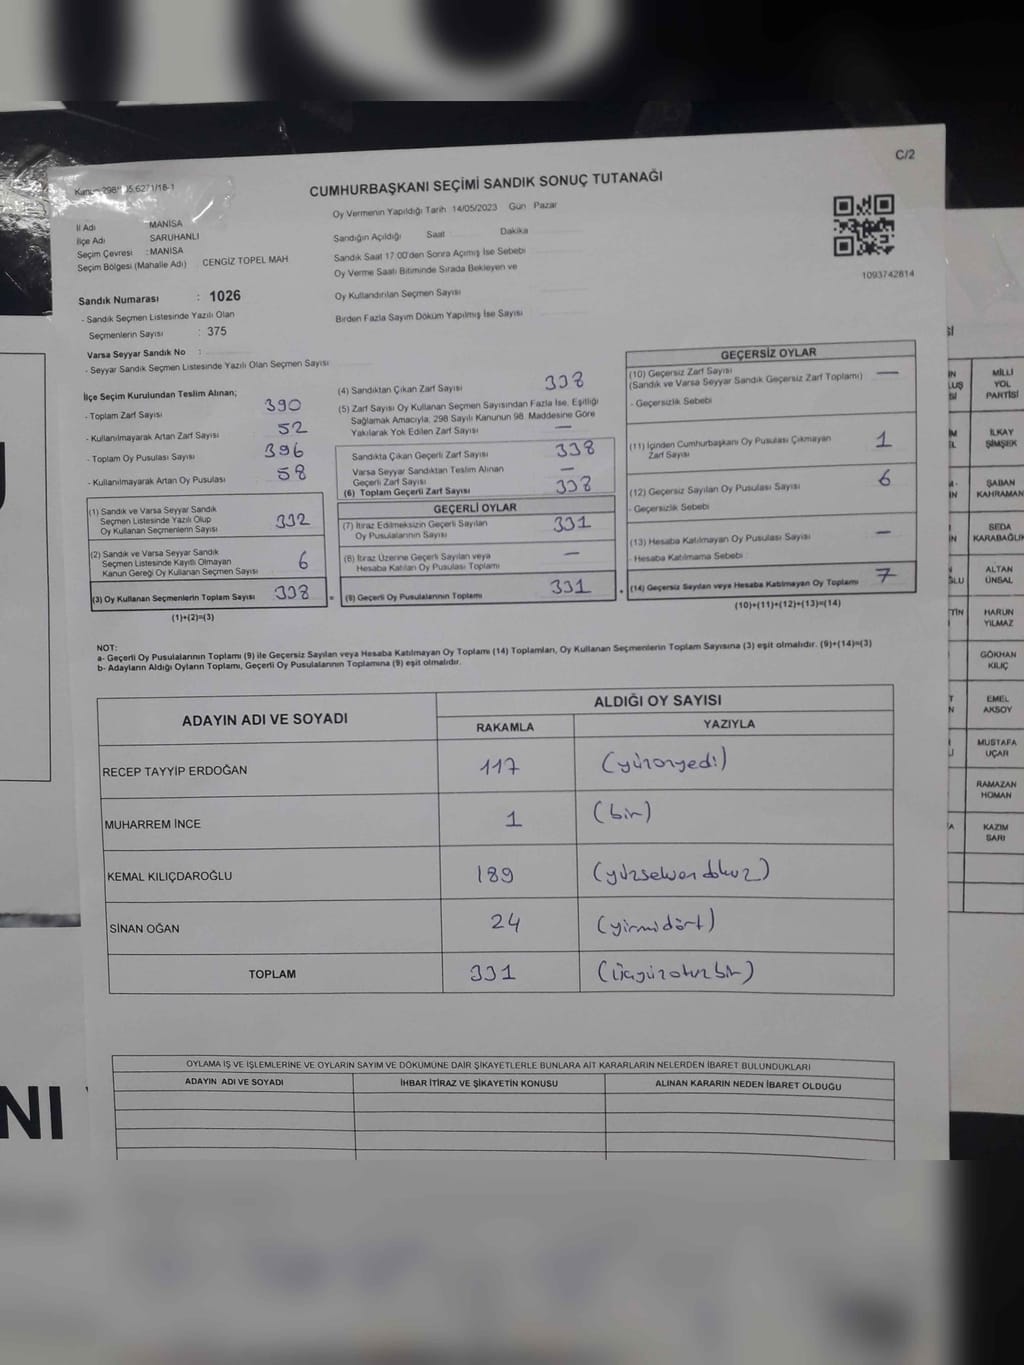 C/2
CUMHURBAŞKANI SEÇİMİ SANDIK SONUÇ TUTANAĞI
Oy Vermenin Yapıldığı Tarih 14/05/2023 Gün Pazar
İl Adı : MANİSA
İlçe Adı SARUHANLI
Seçim Çevresi : MANİSA
Seçim Bölgesi (Mahalle Adı) CENGİZ TOPEL MAH
Sandığın Açıldığı Saat Dakika
Sandık Saat 17:00'den Sonra Açılmış İse Sebebi
Oy Verme Saati Bitiminde Sırada Bekleyen ve
Oy Kullandırılan Seçmen Sayısı
Birden Fazla Sayım Döküm Yapılmış İse Sayısı
1093742814
Sandık Numarası : 1026
- Sandık Seçmen Listesinde Yazılı Olan
Seçmenlerin Sayısı : 375
Varsa Seyyar Sandık No :
- Seyyar Sandık Seçmen Listesinde Yazılı Olan Seçmen Sayısı
İlçe Seçim Kurulundan Teslim Alınan;
- Toplam Zarf Sayısı 390
- Kullanılmayarak Artan Zarf Sayısı 52
- Toplam Oy Pusulası Sayısı 396
- Kullanılmayarak Artan Oy Pusulası 58
(1) Sandık ve Varsa Seyyar Sandık
Seçmen Listesinde Yazılı Olup
Oy Kullanan Seçmenlerin Sayısı 332
(2) Sandık ve Varsa Seyyar Sandık
Seçmen Listesinde Kayıtlı Olmayan
Kanun Gereği Oy Kullanan Seçmen Sayısı 6
(3) Oy Kullanan Seçmenlerin Toplam Sayısı 338
(1)+(2)=(3)
(4) Sandıktan Çıkan Zarf Sayısı 338
(5) Zarf Sayısı Oy Kullanan Seçmen Sayısından Fazla İse, Eşitliği
Sağlamak Amacıyla, 298 Sayılı Kanunun 98. Maddesine Göre
Yakılarak Yok Edilen Zarf Sayısı —
Sandıkta Çıkan Geçerli Zarf Sayısı 338
Varsa Seyyar Sandıktan Teslim Alınan
Geçerli Zarf Sayısı —
(6) Toplam Geçerli Zarf Sayısı 338
GEÇERLİ OYLAR
(7) İtiraz Edilmeksizin Geçerli Sayılan
Oy Pusulalarının Sayısı 331
(8) İtiraz Üzerine Geçerli Sayılan veya
Hesaba Katılan Oy Pusulası Toplamı —
(9) Geçerli Oy Pusulalarının Toplamı 331
GEÇERSİZ OYLAR
(10) Geçersiz Zarf Sayısı —
(Sandık ve Varsa Seyyar Sandık Geçersiz Zarf Toplamı)
- Geçersizlik Sebebi
(11) İçinden Cumhurbaşkanı Oy Pusulası Çıkmayan
Zarf Sayısı 1
(12) Geçersiz Sayılan Oy Pusulası Sayısı 6
- Geçersizlik Sebebi
(13) Hesaba Katılmayan Oy Pusulası Sayısı —
- Hesaba Katılmama Sebebi
(14) Geçersiz Sayılan veya Hesaba Katılmayan Oy Toplamı 7
(10)+(11)+(12)+(13)=(14)
NOT:
a- Geçerli Oy Pusulalarının Toplamı (9) ile Geçersiz Sayılan veya Hesaba Katılmayan Oy Toplamı (14) Toplamları, Oy Kullanan Seçmenlerin Toplam Sayısına (3) eşit olmalıdır. (9)+(14)=(3)
b- Adayların Aldığı Oyların Toplamı, Geçerli Oy Pusulalarının Toplamına (9) eşit olmalıdır.
ADAYIN ADI VE SOYADI ALDIĞI OY SAYISI
RAKAMLA YAZIYLA
RECEP TAYYİP ERDOĞAN 117 (yüzonyedi)
MUHARREM İNCE 1 (bir)
KEMAL KILIÇDAROĞLU 189 (yüzseksendokuz)
SİNAN OĞAN 24 (yirmidört)
TOPLAM 331 (üçyüzotuzbir)
OYLAMA İŞ VE İŞLEMLERİNE VE OYLARIN SAYIM VE DÖKÜMÜNE DAİR ŞİKAYETLERLE BUNLARA AİT KARARLARIN NELERDEN İBARET BULUNDUKLARI
ADAYIN ADI VE SOYADI İHBAR İTİRAZ VE ŞİKAYETİN KONUSU ALINAN KARARIN NEDEN İBARET OLDUĞU
MİLLİ
YOL
PARTİSİ
İLKAY
ŞİMŞEK
ŞABAN
KAHRAMAN
SEDA
KARABAĞLI
ALTAN
ÜNSAL
HARUN
YILMAZ
GÖKHAN
KILIÇ
EMEL
AKSOY
MUSTAFA
UÇAR
RAMAZAN
HOMAN
KAZIM
SARI
NI